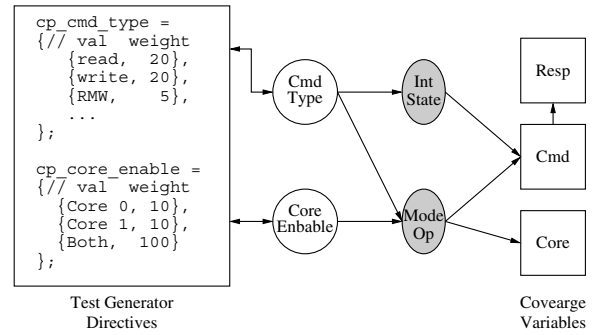 cp_cmd_type =
{// val weight
{read, 20},
{write, 20},
{RMW, 5},
...
};
cp_core_enable =
{// val weight
{Core 0, 10},
{Core 1, 10},
{Both, 100}
};
Test Generator
Directives
Cmd
Type
Core
Enbable
Int
State
Mode
Op
Resp
Cmd
Core
Covearge
Variables